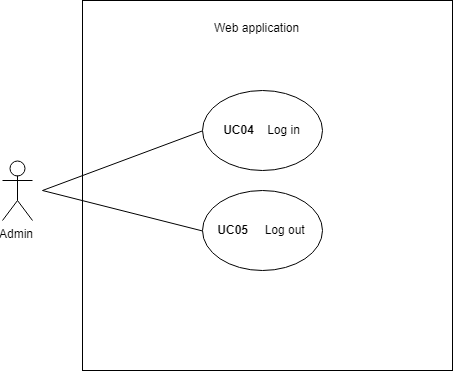 Web application
UC04 Log in
UC05 Log out
Admin